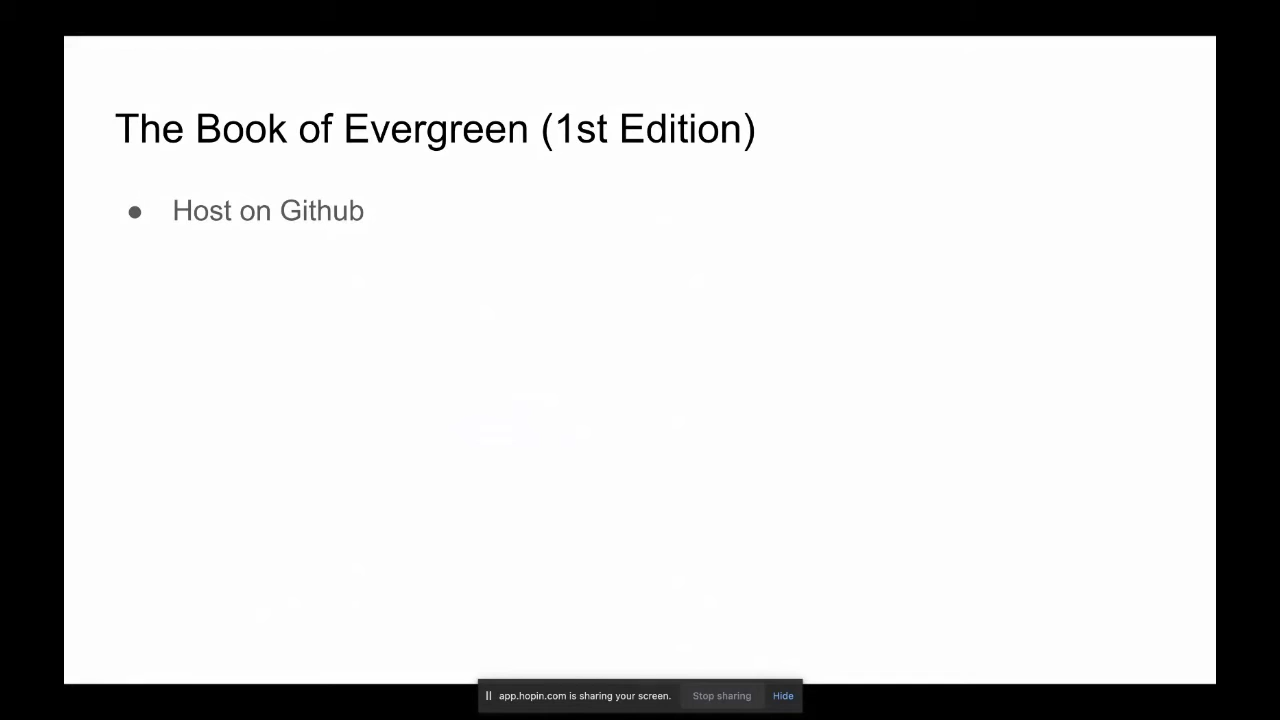 The Book of Evergreen (1st Edition)
● Host on Github
app.hopin.com is sharing your screen. Stop sharing Hide